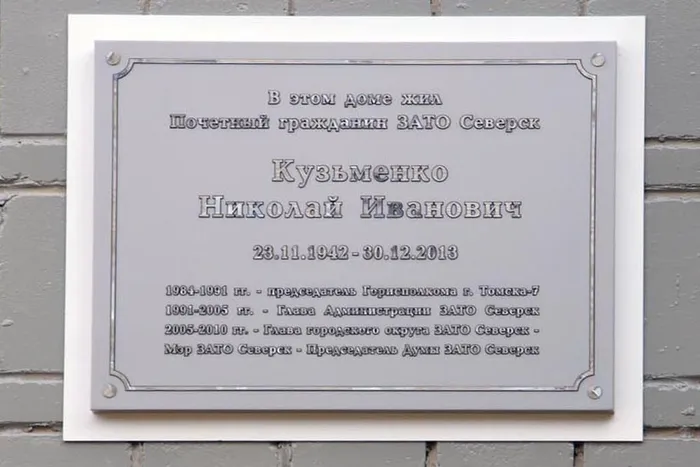 В этом доме жил
Почетный гражданин ЗАТО Северск
Кузьменко
Николай Иванович
23.11.1942 - 30.12.2013
1984-1991 гг. - председатель Горисполкома г. Томска-7
1991-2005 гг. - Глава Администрации ЗАТО Северск
2005-2010 гг. - Глава городского округа ЗАТО Северск -
Мэр ЗАТО Северск - Председатель Думы ЗАТО Северск